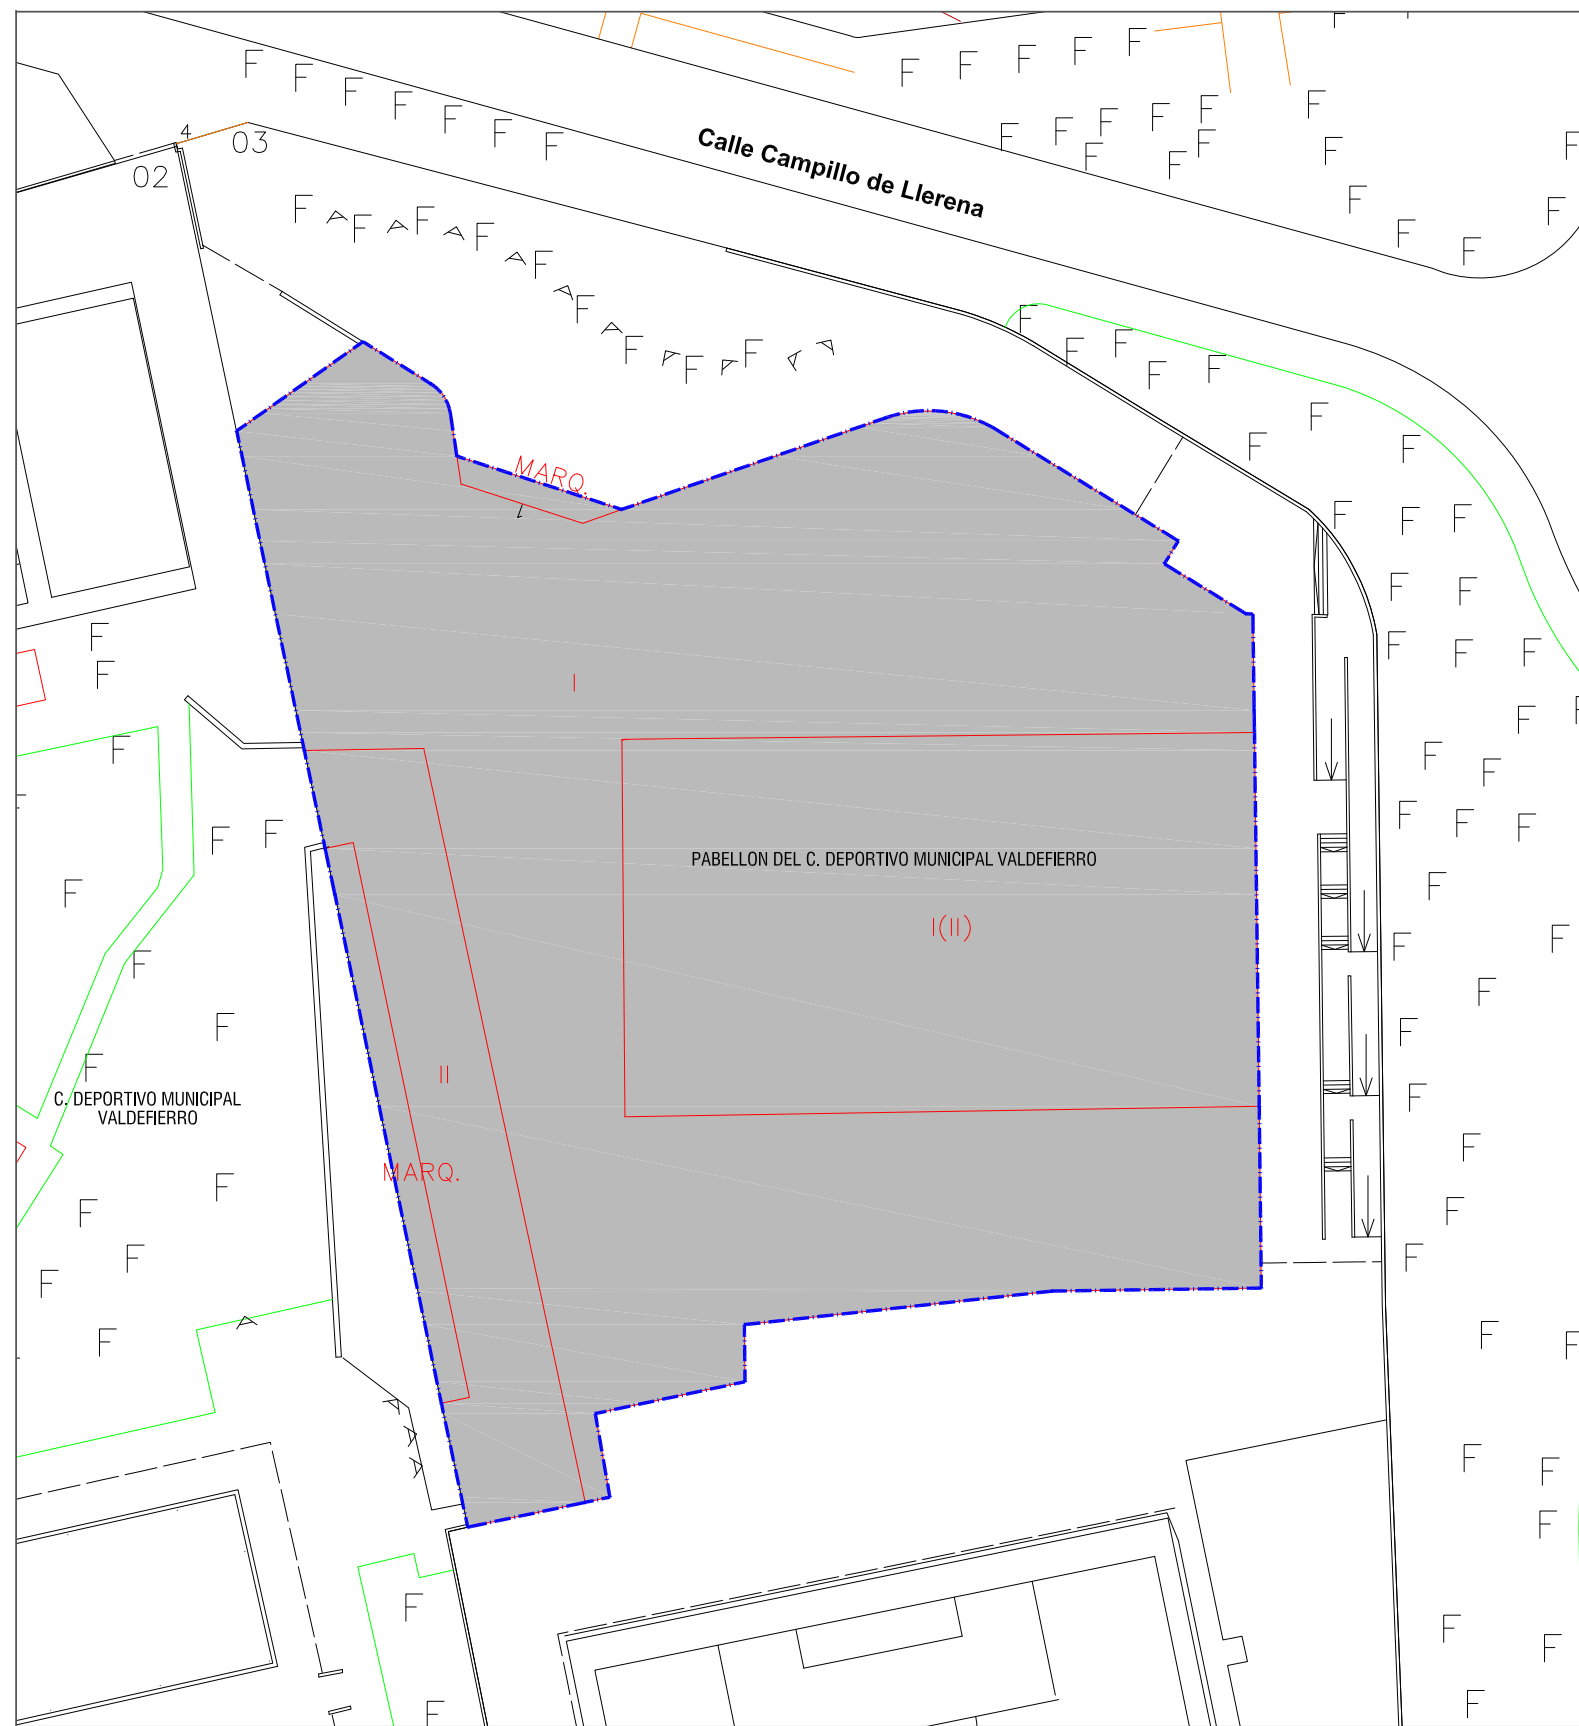 Calle Campillo de Llerena
4
03
02
MARQ.
1
I
PABELLON DEL C. DEPORTIVO MUNICIPAL VALDEFIERRO
I(II)
II
C. DEPORTIVO MUNICIPAL
VALDEFIERRO
MARQ.